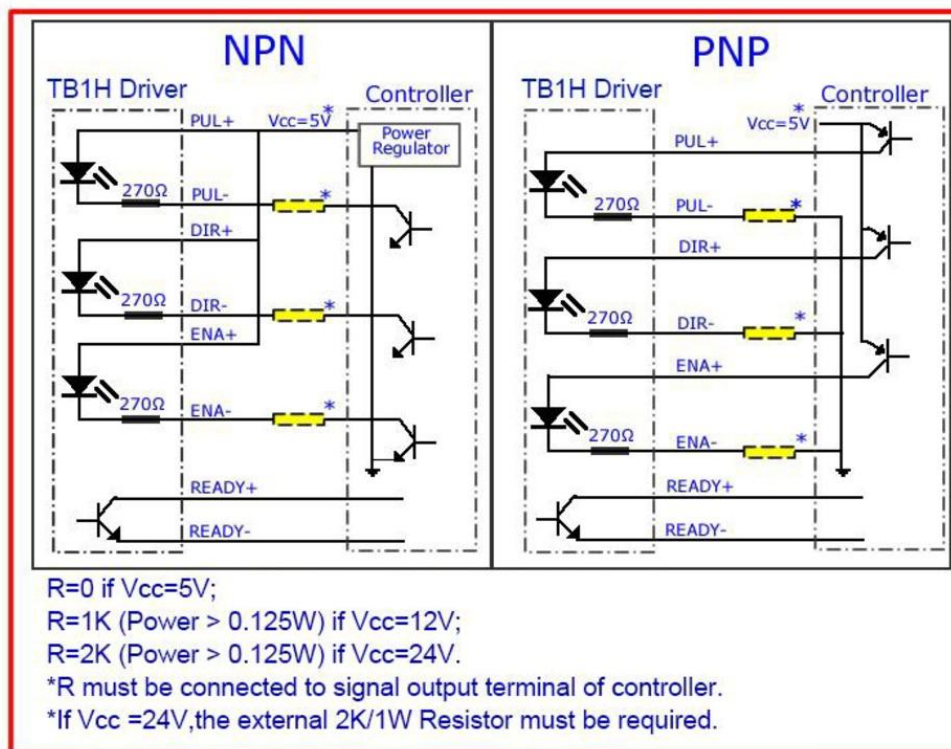 NPN
TB1H Driver
Controller
PUL+
Vcc=5V*
Power
Regulator
270Ω
PUL-
*
DIR+
270Ω
DIR-
*
ENA+
270Ω
ENA-
*
READY+
READY-
PNP
TB1H Driver
Controller
*
Vcc=5V
PUL+
270Ω
PUL-
*
DIR+
270Ω
DIR-
*
ENA+
270Ω
ENA-
*
READY+
READY-
R=0 if Vcc=5V;
R=1K (Power > 0.125W) if Vcc=12V;
R=2K (Power > 0.125W) if Vcc=24V.
*R must be connected to signal output terminal of controller.
*If Vcc =24V,the external 2K/1W Resistor must be required.